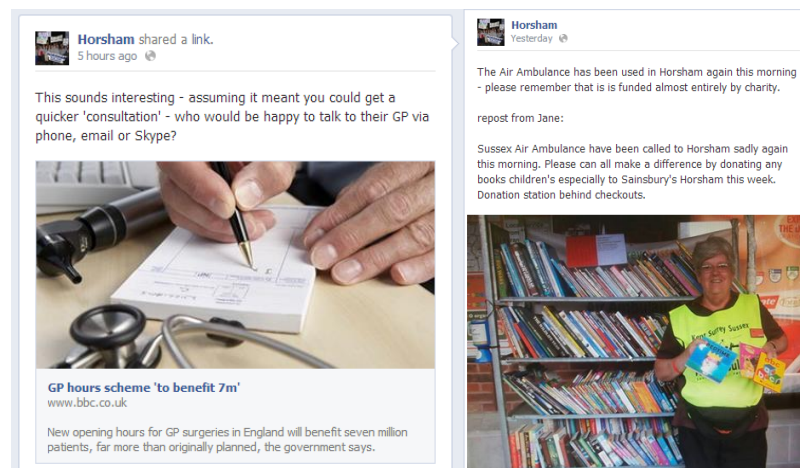 Horsham shared a link.
5 hours ago
This sounds interesting - assuming it meant you could get a
quicker 'consultation' - who would be happy to talk to their GP via
phone, email or Skype?
GP hours scheme 'to benefit 7m'
www.bbc.co.uk
New opening hours for GP surgeries in England will benefit seven million
patients, far more than originally planned, the government says.
Horsham
Yesterday
The Air Ambulance has been used in Horsham again this morning
- please remember that is is funded almost entirely by charity.
repost from Jane:
Sussex Air Ambulance have been called to Horsham sadly again
this morning. Please can all make a difference by donating any
books children's especially to Sainsbury's Horsham this week.
Donation station behind checkouts.
Kent Surrey Sussex